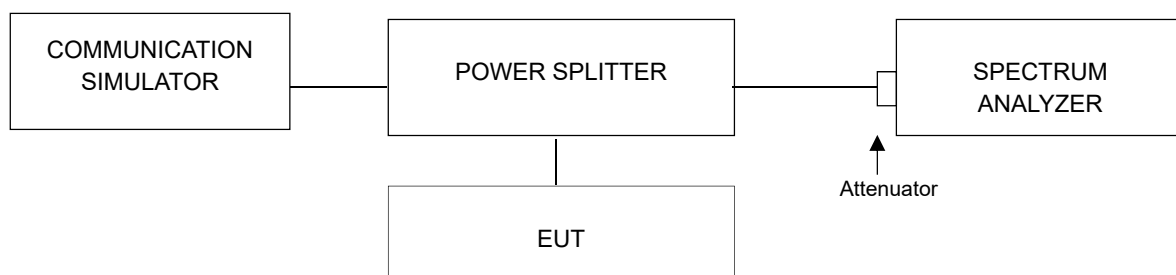 COMMUNICATION
SIMULATOR
POWER SPLITTER
SPECTRUM
ANALYZER
Attenuator
EUT